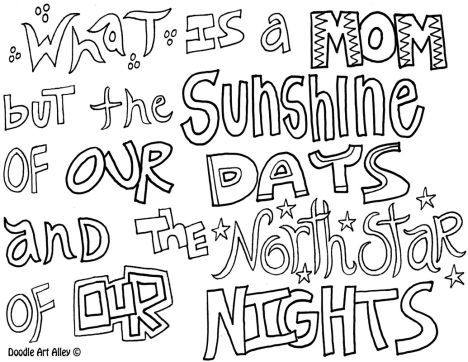 What is a MOM
but the Sunshine
OF OUR DAYS
and THE North Star
OF OUR NIGHTS
Doodle Art Alley ©